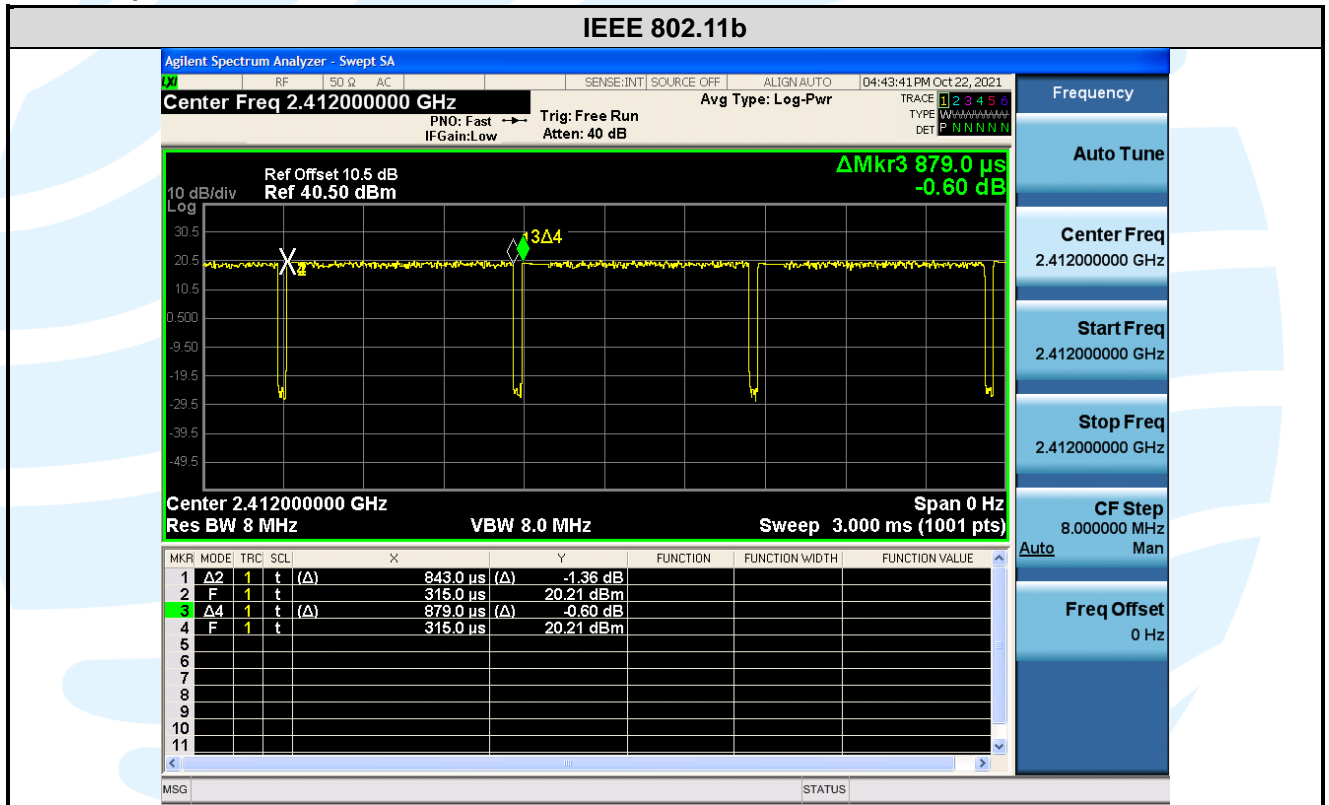 IEEE 802.11b
Agilent Spectrum Analyzer - Swept SA
LXI RF 50 Ω AC SENSE:INT SOURCE OFF ALIGN AUTO 04:43:41 PM Oct 22, 2021
Center Freq 2.412000000 GHz
PNO: Fast
IFGain:Low
Trig: Free Run
Atten: 40 dB
Avg Type: Log-Pwr
TRACE 1 2 3 4 5 6
TYPE
DET P N N N N N
ΔMkr3 879.0 µs
-0.60 dB
Ref Offset 10.5 dB
10 dB/div Ref 40.50 dBm
Log
30.5
20.5
10.5
0.500
-9.50
-19.5
-29.5
-39.5
-49.5
4
3Δ4
Center 2.412000000 GHz Span 0 Hz
Res BW 8 MHz VBW 8.0 MHz Sweep 3.000 ms (1001 pts)
MKR MODE TRC SCL X Y FUNCTION FUNCTION WIDTH FUNCTION VALUE
1 Δ2 1 t (Δ) 843.0 µs (Δ) -1.36 dB
2 F 1 t 315.0 µs 20.21 dBm
3 Δ4 1 t (Δ) 879.0 µs (Δ) -0.60 dB
4 F 1 t 315.0 µs 20.21 dBm
5
6
7
8
9
10
11
MSG STATUS
Frequency
Auto Tune
Center Freq
2.412000000 GHz
Start Freq
2.412000000 GHz
Stop Freq
2.412000000 GHz
CF Step
8.000000 MHz
Auto Man
Freq Offset
0 Hz